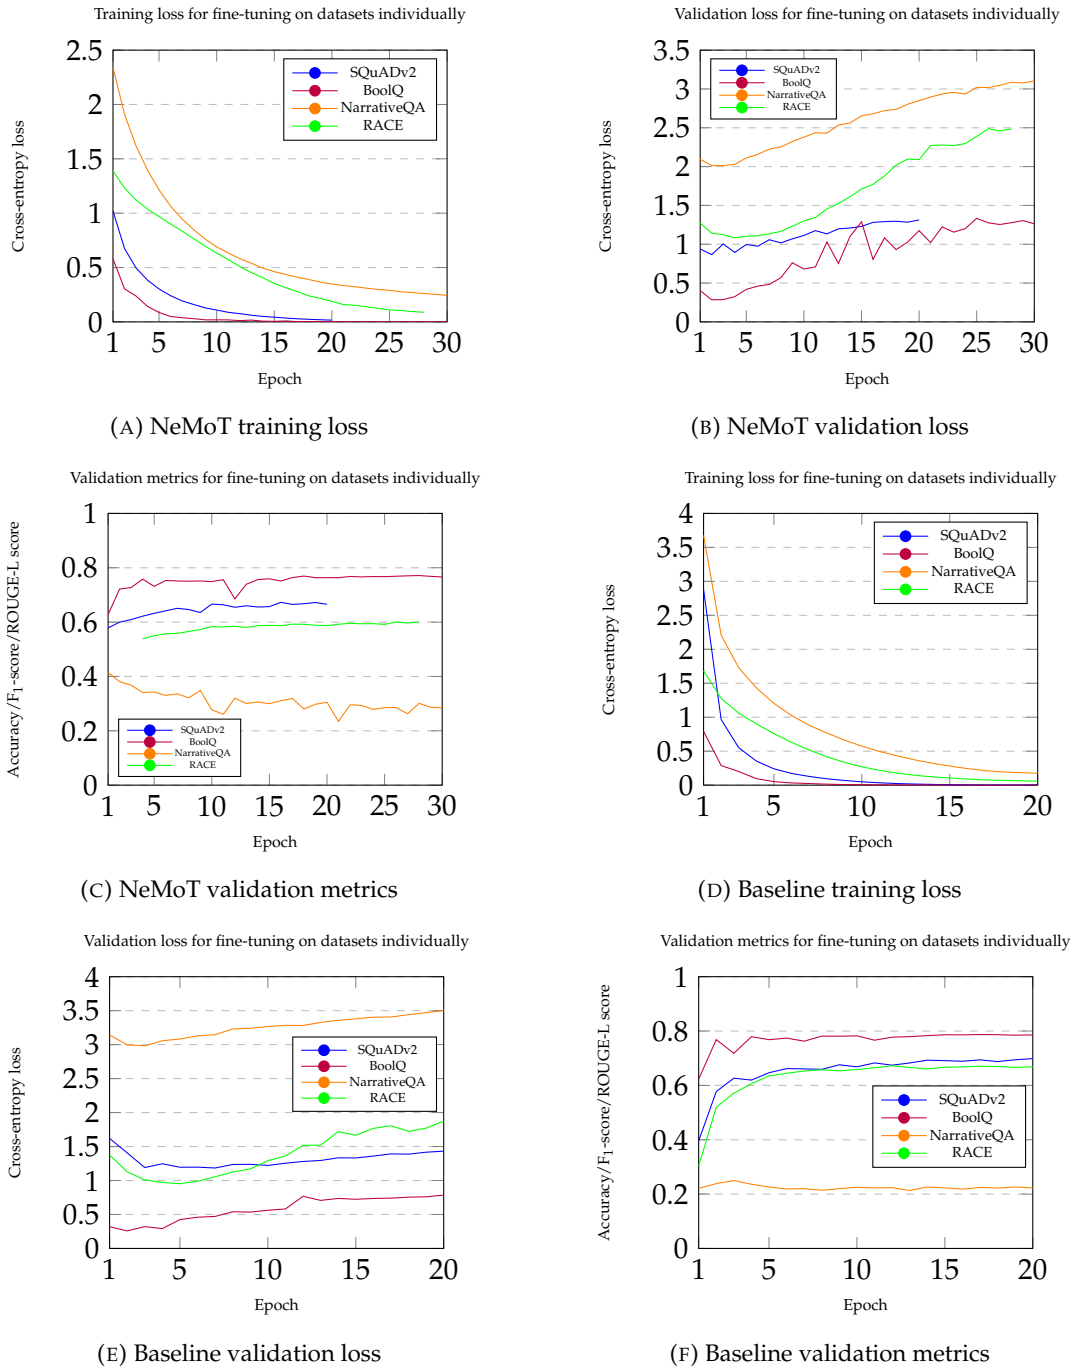 Training loss for fine-tuning on datasets individually
2.5
2
1.5
1
0.5
0
Cross-entropy loss
SQuADv2
BoolQ
NarrativeQA
RACE
1 5 10 15 20 25 30
Epoch
(A) NeMoT training loss
Validation loss for fine-tuning on datasets individually
3.5
3
2.5
2
1.5
1
0.5
0
Cross-entropy loss
SQuADv2
BoolQ
NarrativeQA
RACE
1 5 10 15 20 25 30
Epoch
(B) NeMoT validation loss
Validation metrics for fine-tuning on datasets individually
1
0.8
0.6
0.4
0.2
0
Accuracy/F₁-score/ROUGE-L score
SQuADv2
BoolQ
NarrativeQA
RACE
1 5 10 15 20 25 30
Epoch
(C) NeMoT validation metrics
Training loss for fine-tuning on datasets individually
4
3.5
3
2.5
2
1.5
1
0.5
0
Cross-entropy loss
SQuADv2
BoolQ
NarrativeQA
RACE
1 5 10 15 20
Epoch
(D) Baseline training loss
Validation loss for fine-tuning on datasets individually
4
3.5
3
2.5
2
1.5
1
0.5
0
Cross-entropy loss
SQuADv2
BoolQ
NarrativeQA
RACE
1 5 10 15 20
Epoch
(E) Baseline validation loss
Validation metrics for fine-tuning on datasets individually
1
0.8
0.6
0.4
0.2
0
Accuracy/F₁-score/ROUGE-L score
SQuADv2
BoolQ
NarrativeQA
RACE
1 5 10 15 20
Epoch
(F) Baseline validation metrics